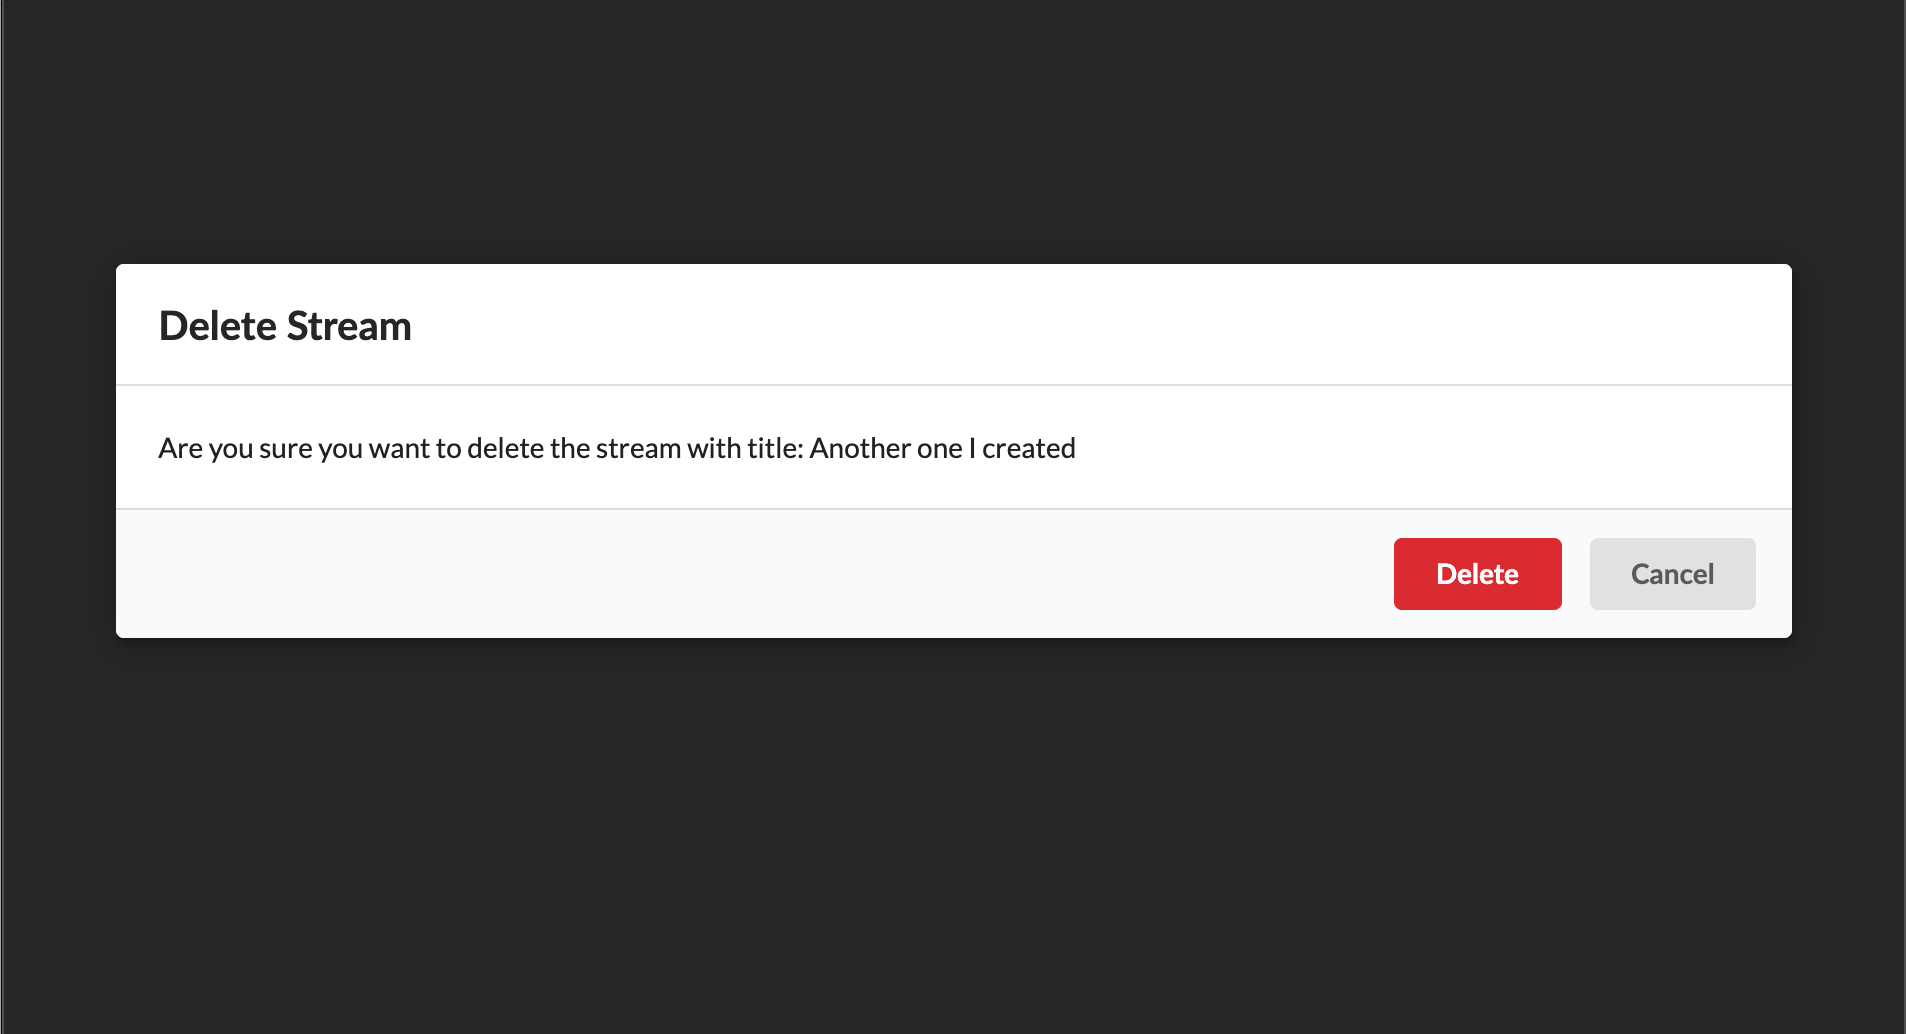 Delete Stream
Are you sure you want to delete the stream with title: Another one I created
Delete Cancel